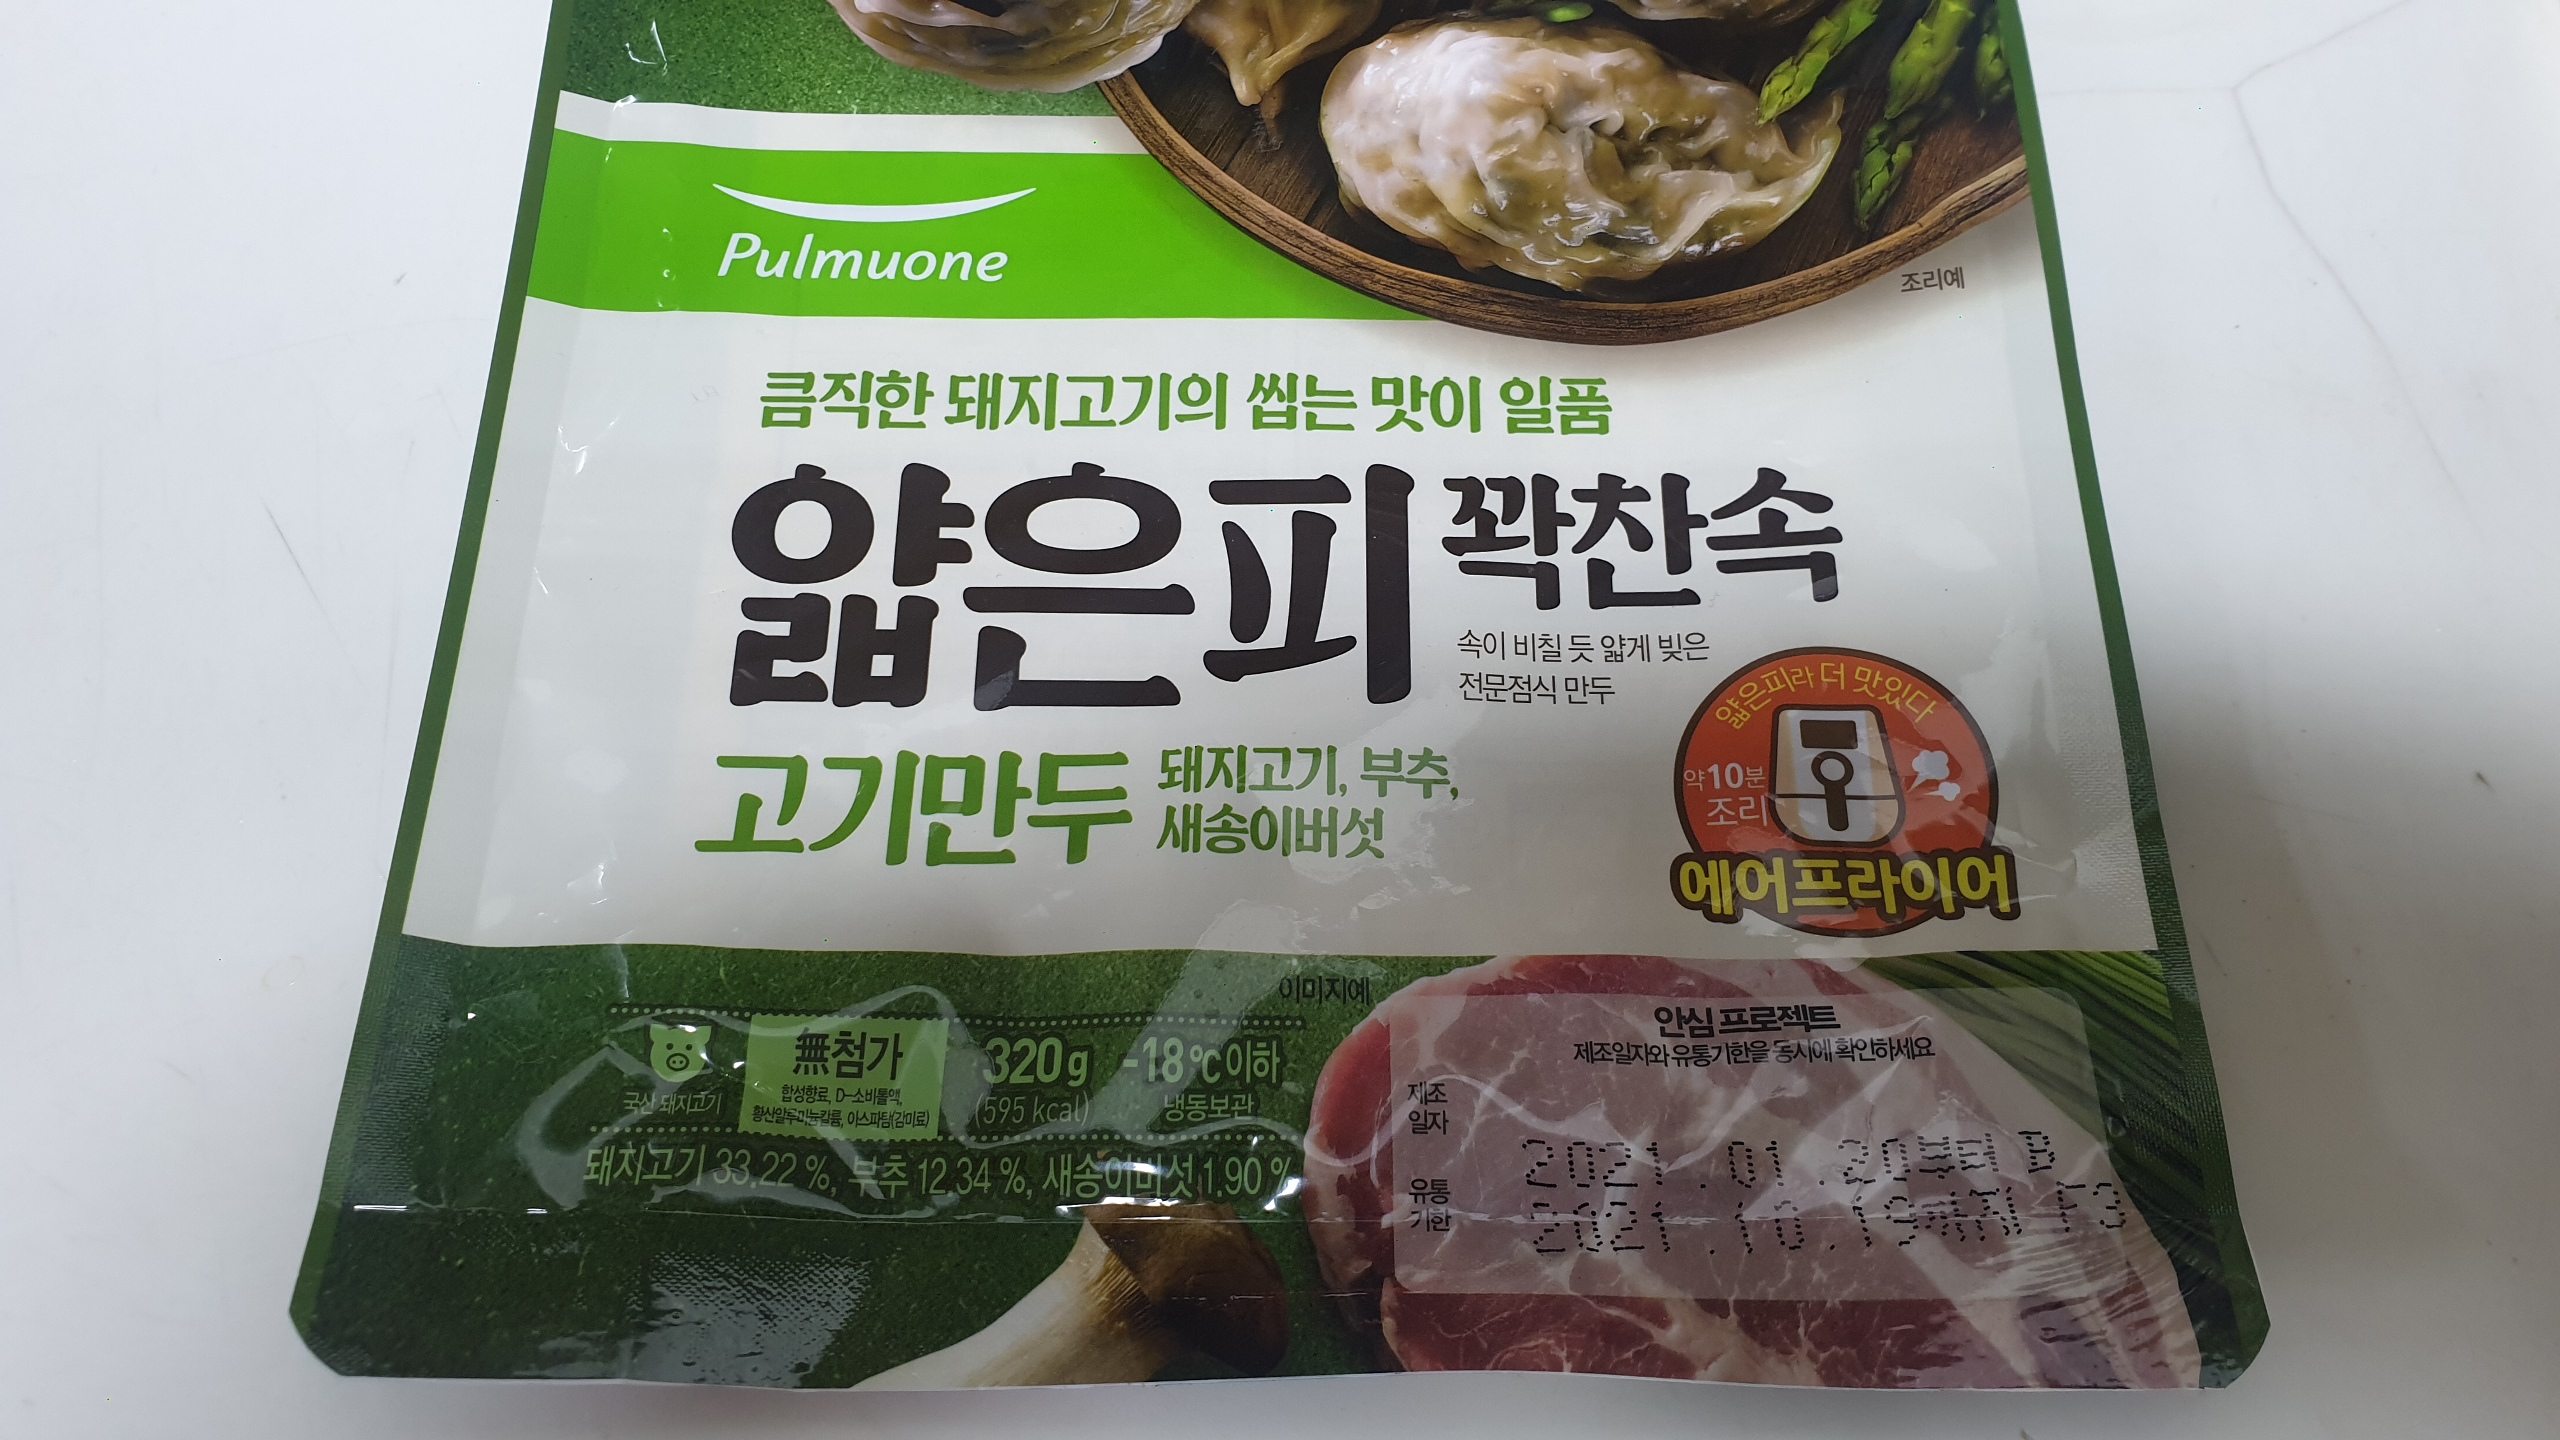 Pulmuone
조리예
큼직한 돼지고기의 씹는 맛이 일품
얇은피 꽉찬속
속이 비칠 듯 얇게 빚은
전문점식 만두
고기만두
돼지고기, 부추,
새송이버섯
얇은피라 더 맛있다
약10분
조리
에어프라이어
이미지예
국산 돼지고기
無첨가
합성향료, D-소비톨액,
황산알루미늄칼륨, 아스파탐(감미료)
320g
(595 kcal)
-18℃이하
냉동보관
돼지고기 33.22 %, 부추 12.34 %, 새송이버섯 1.90 %
안심 프로젝트
제조일자와 유통기한을 동시에 확인하세요
제조
일자
2021.01.20부터 B
유통
기한
2021.10.19까지 F3